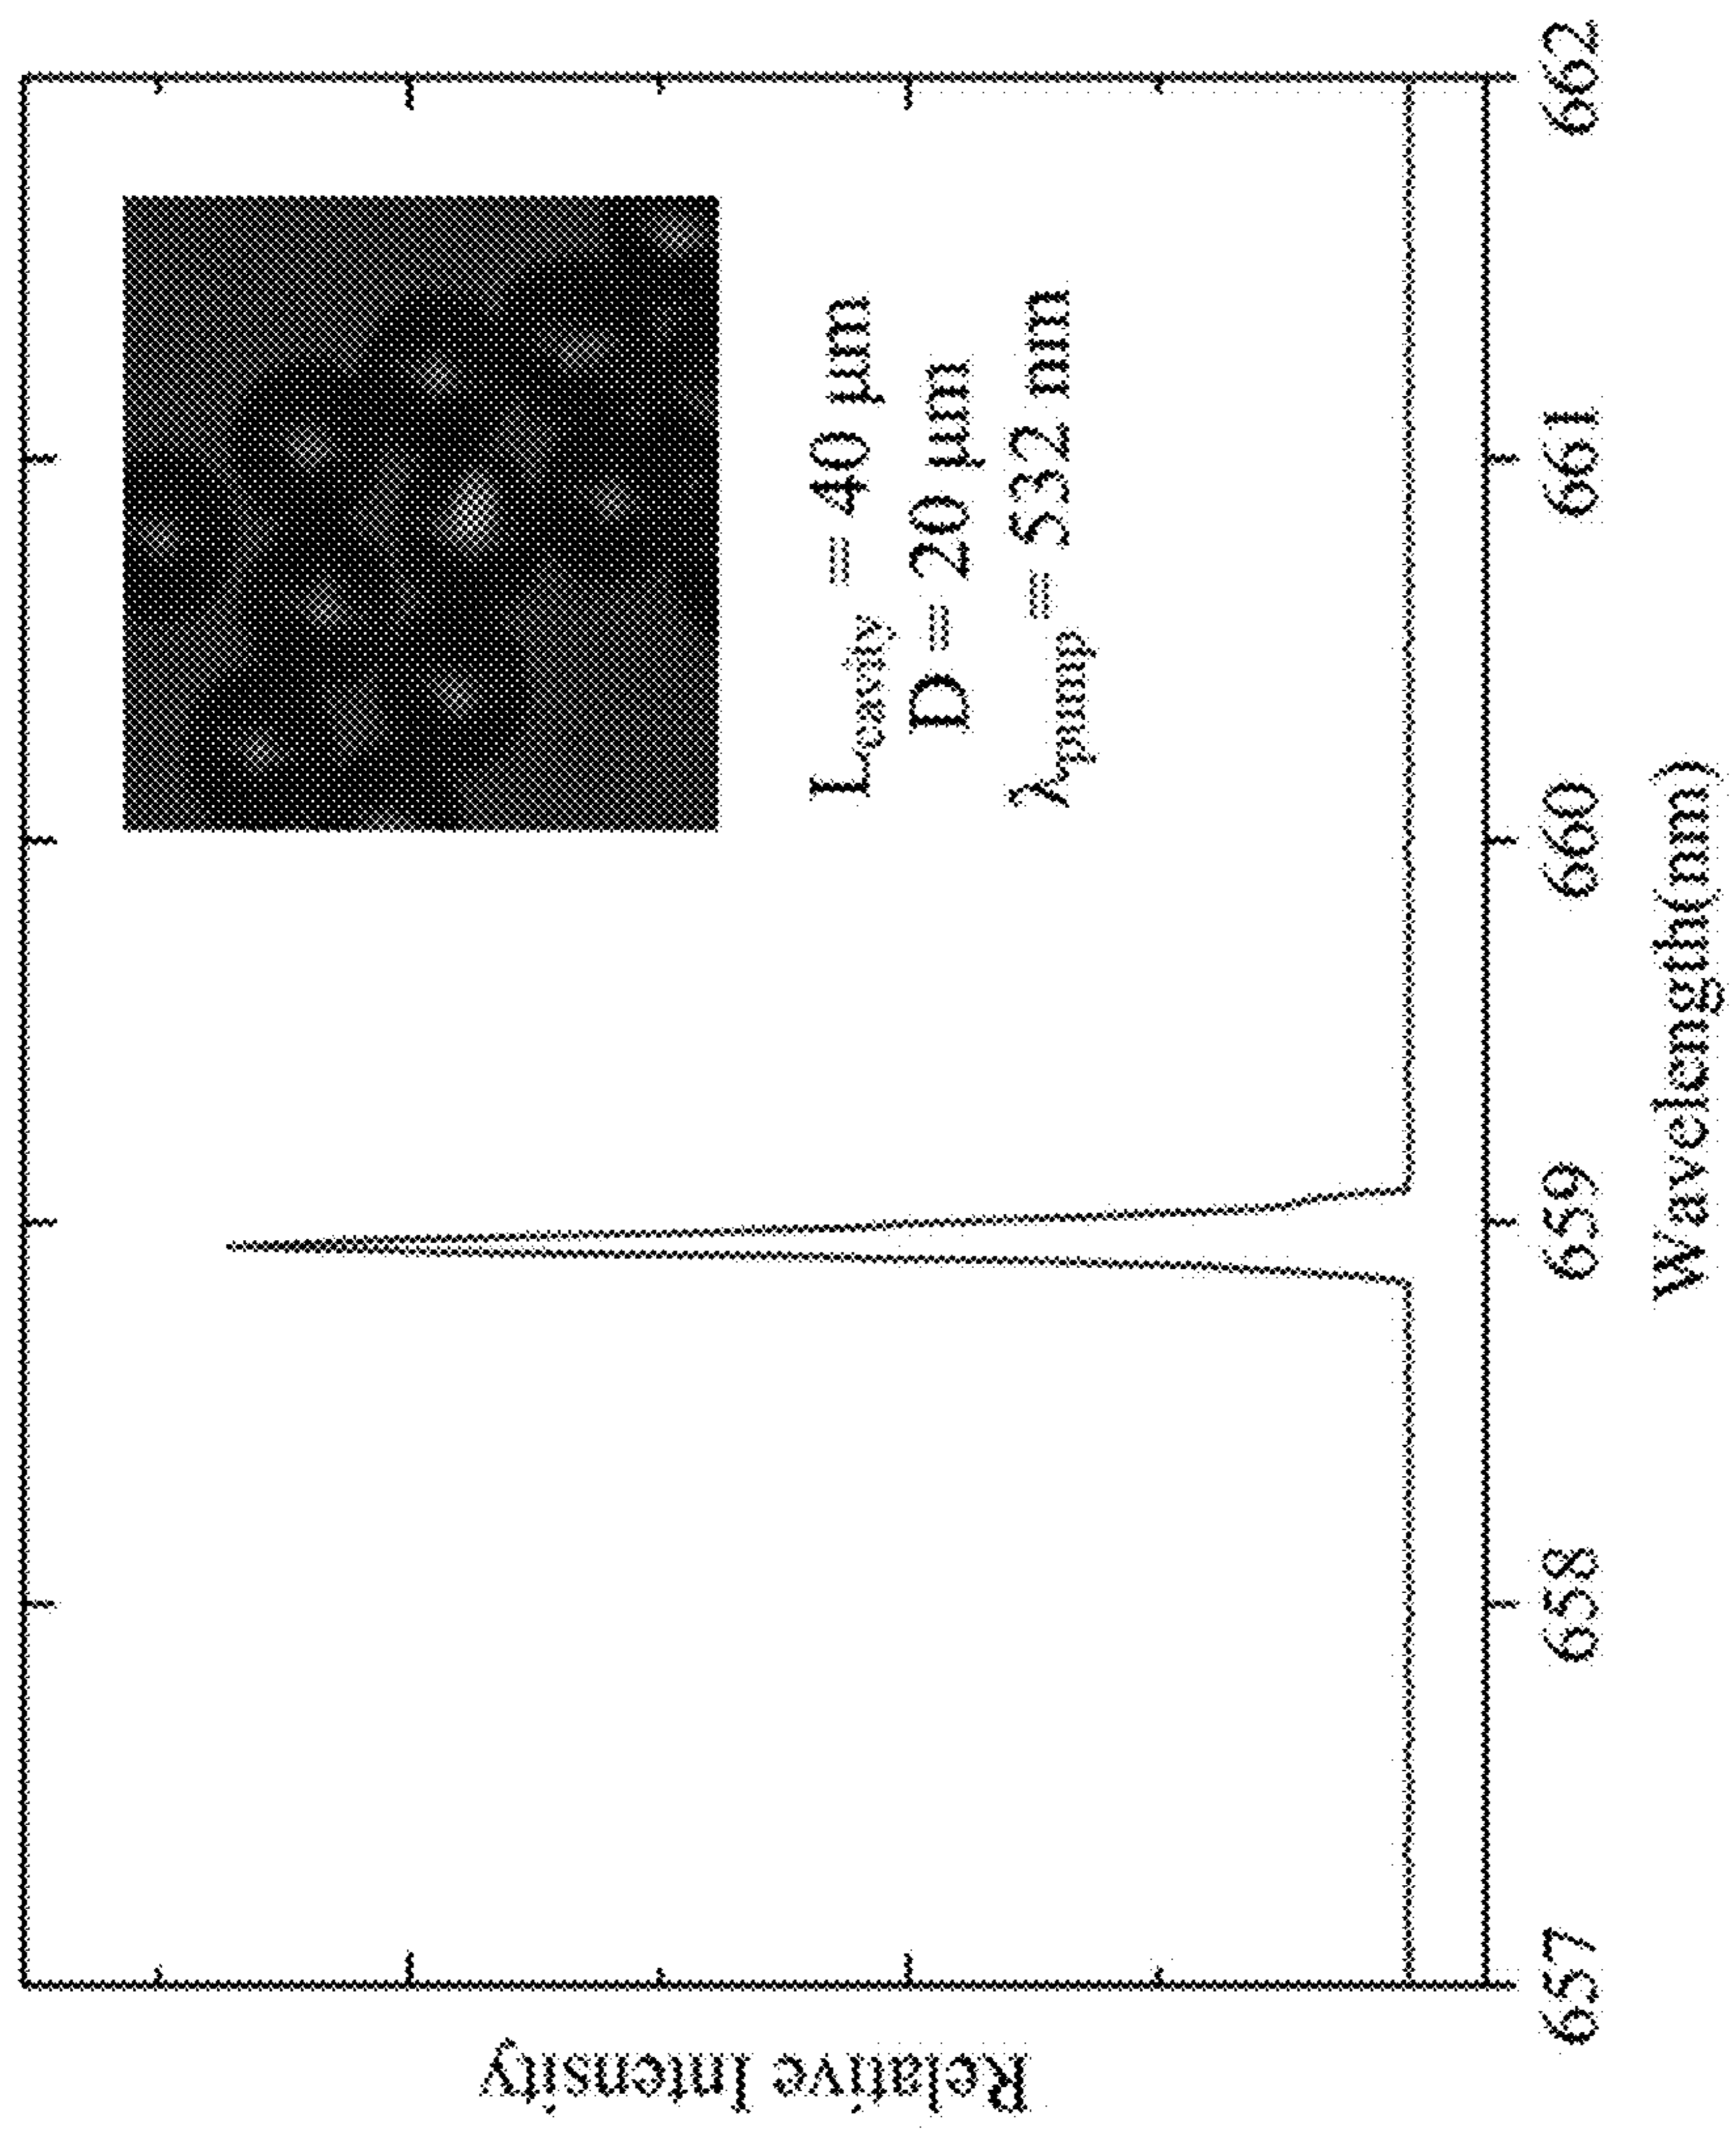 Relative Intensity
L_cavity = 40 μm
D = 20 μm
λ_pump = 532 nm
657 658 659 660 661 662
Wavelength(nm)